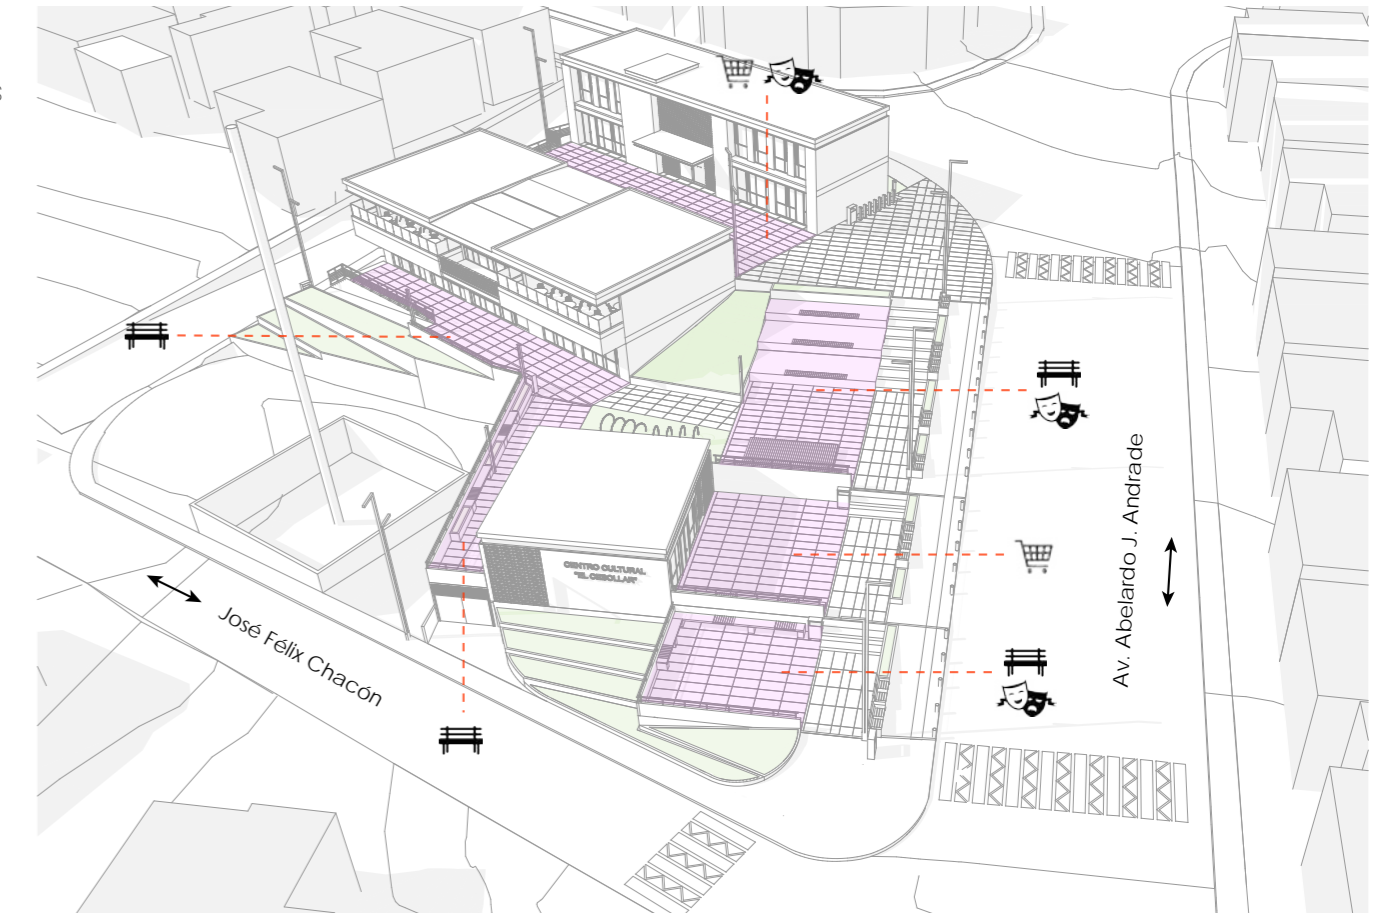 s
CENTRO CULTURAL
"EL CEBOLLAR"
Av. Abelardo J. Andrade
José Félix Chacón